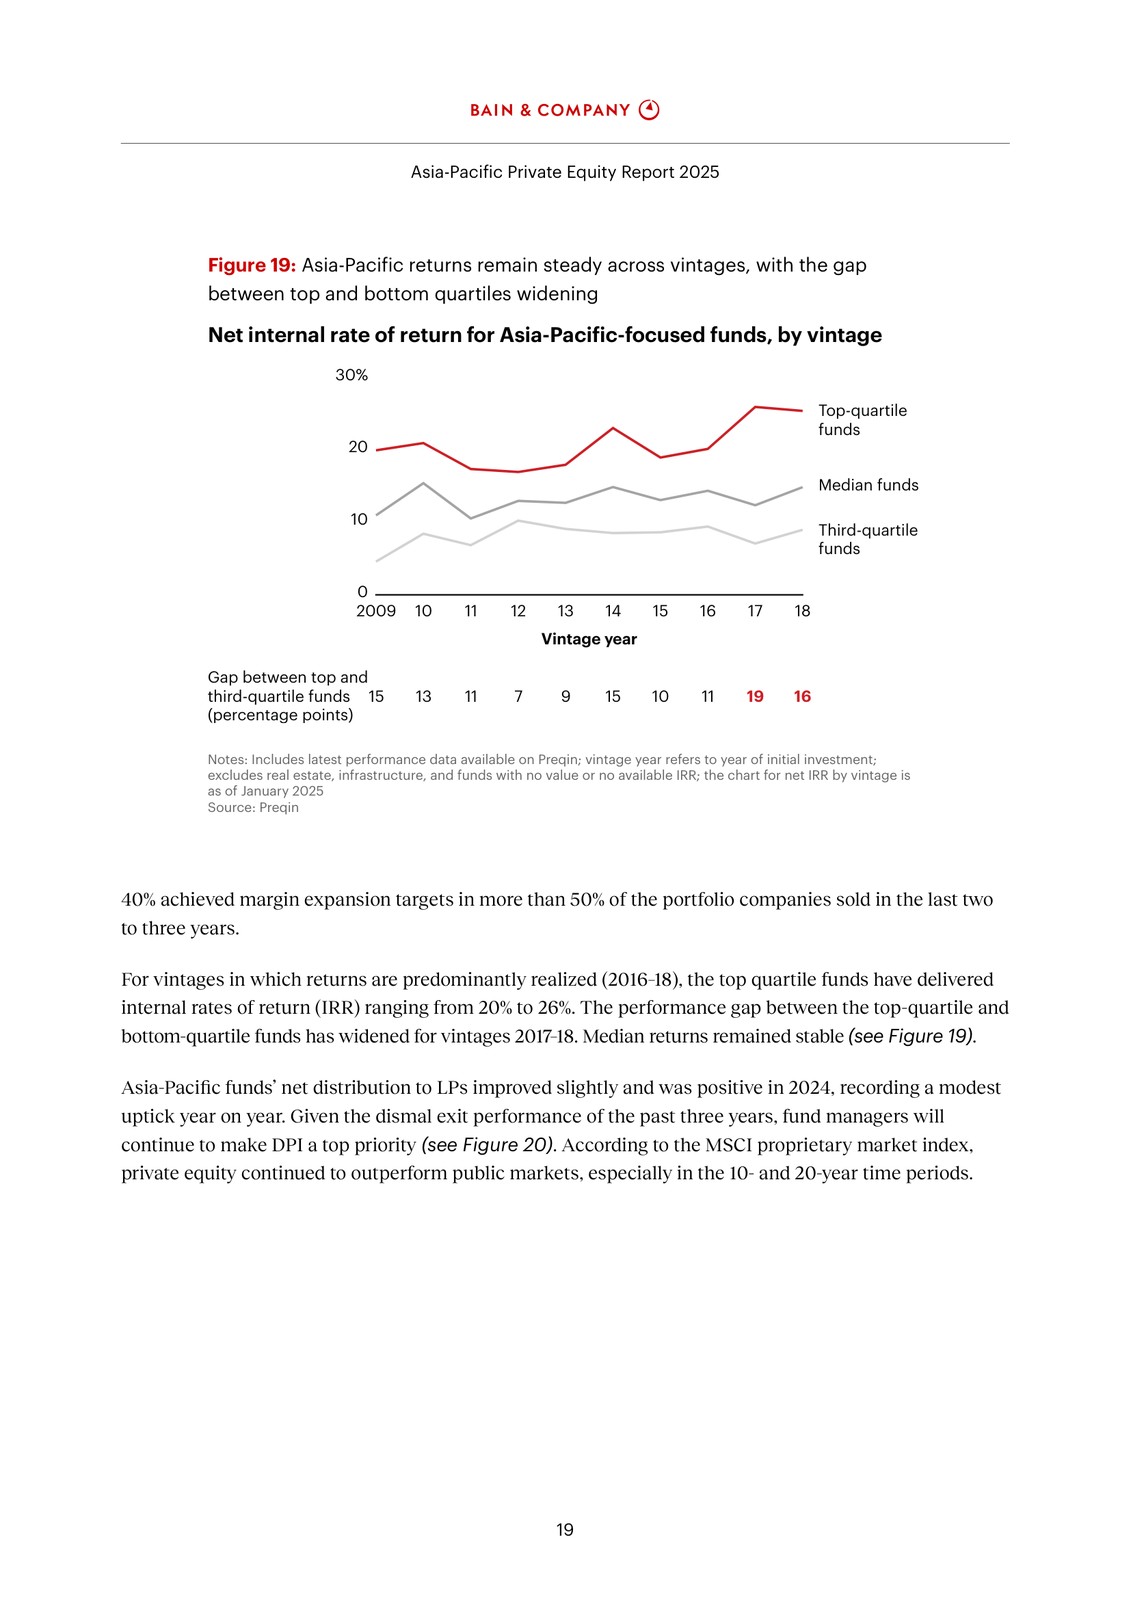 BAIN & COMPANY
Asia-Pacific Private Equity Report 2025
Figure 19: Asia-Pacific returns remain steady across vintages, with the gap
between top and bottom quartiles widening
Net internal rate of return for Asia-Pacific-focused funds, by vintage
30%
20
10
0
Top-quartile
funds
Median funds
Third-quartile
funds
2009 10 11 12 13 14 15 16 17 18
Vintage year
Gap between top and
third-quartile funds 15 13 11 7 9 15 10 11 19 16
(percentage points)
Notes: Includes latest performance data available on Preqin; vintage year refers to year of initial investment;
excludes real estate, infrastructure, and funds with no value or no available IRR; the chart for net IRR by vintage is
as of January 2025
Source: Preqin
40% achieved margin expansion targets in more than 50% of the portfolio companies sold in the last two
to three years.
For vintages in which returns are predominantly realized (2016–18), the top quartile funds have delivered
internal rates of return (IRR) ranging from 20% to 26%. The performance gap between the top-quartile and
bottom-quartile funds has widened for vintages 2017–18. Median returns remained stable (see Figure 19).
Asia-Pacific funds’ net distribution to LPs improved slightly and was positive in 2024, recording a modest
uptick year on year. Given the dismal exit performance of the past three years, fund managers will
continue to make DPI a top priority (see Figure 20). According to the MSCI proprietary market index,
private equity continued to outperform public markets, especially in the 10- and 20-year time periods.
19